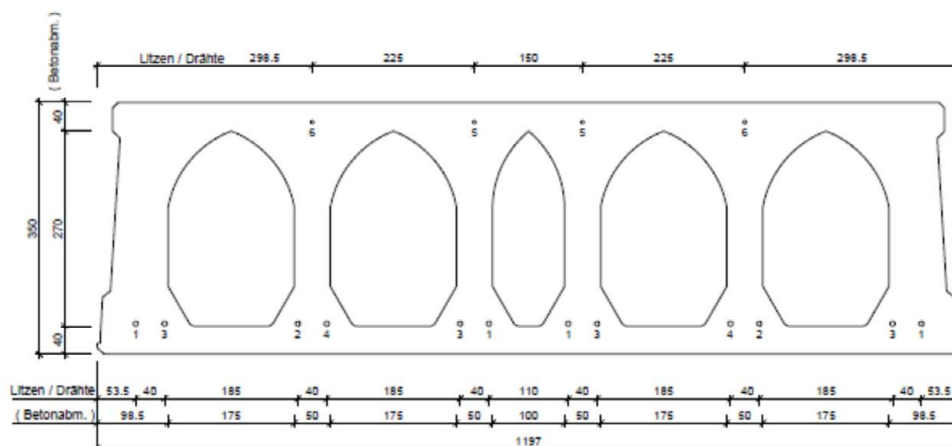 Litzen / Drähte 298.5 225 150 225 298.5
( Betonabm. )
40
270
350
40
6 5 5 6
1 3 2 4 3 1 1 3 4 2 3 1
Litzen / Drähte 53.5 40 185 40 185 40 110 40 185 40 185 40 53.5
( Betonabm. ) 98.5 175 50 175 50 100 50 175 50 175 98.5
1197